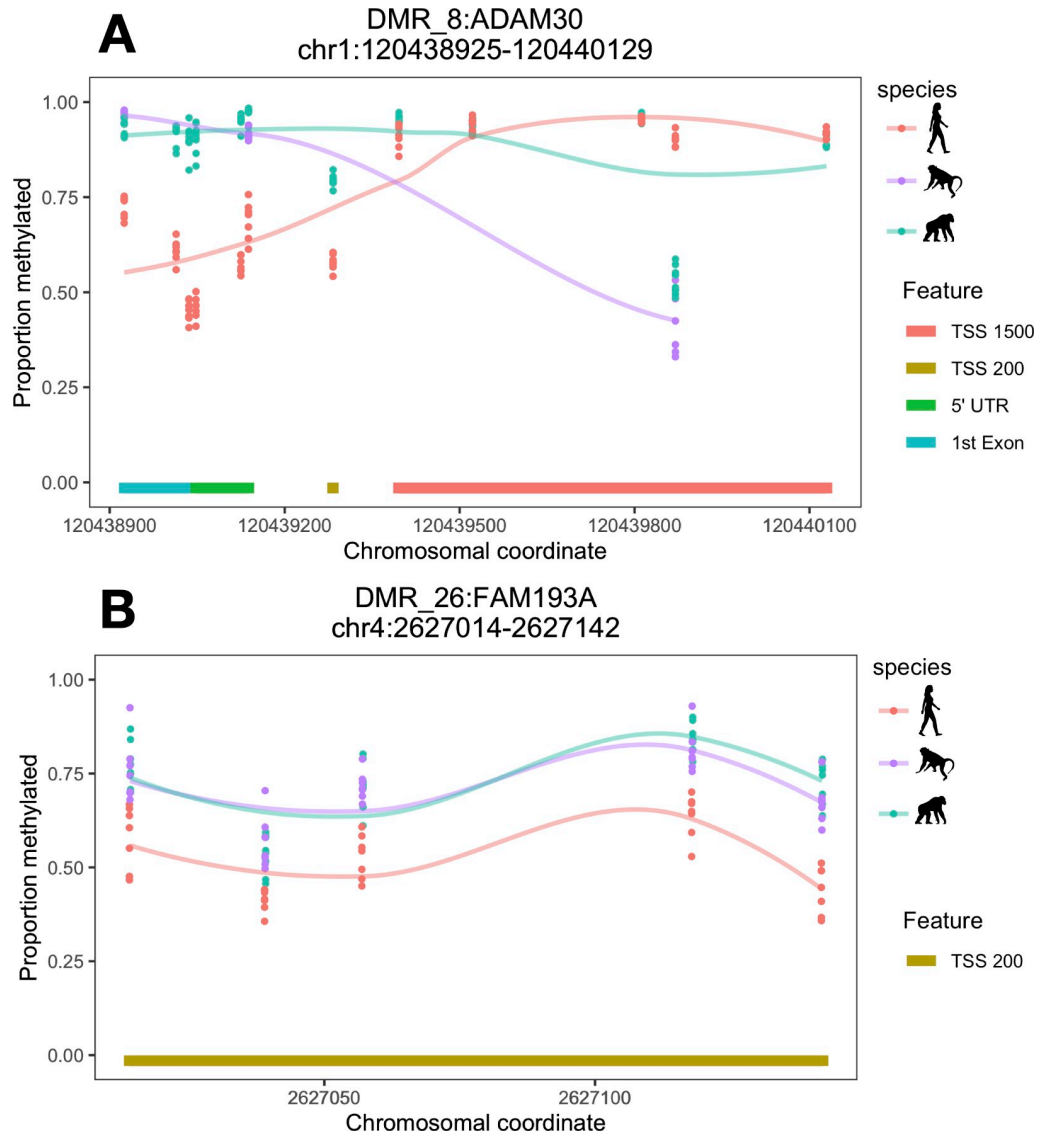 A
DMR_8:ADAM30
chr1:120438925-120440129
Proportion methylated
1.00
0.75
0.50
0.25
0.00
120438900
120439200
120439500
120439800
120440100
Chromosomal coordinate
species
Feature
TSS 1500
TSS 200
5' UTR
1st Exon
B
DMR_26:FAM193A
chr4:2627014-2627142
Proportion methylated
1.00
0.75
0.50
0.25
0.00
2627050
2627100
Chromosomal coordinate
species
Feature
TSS 200